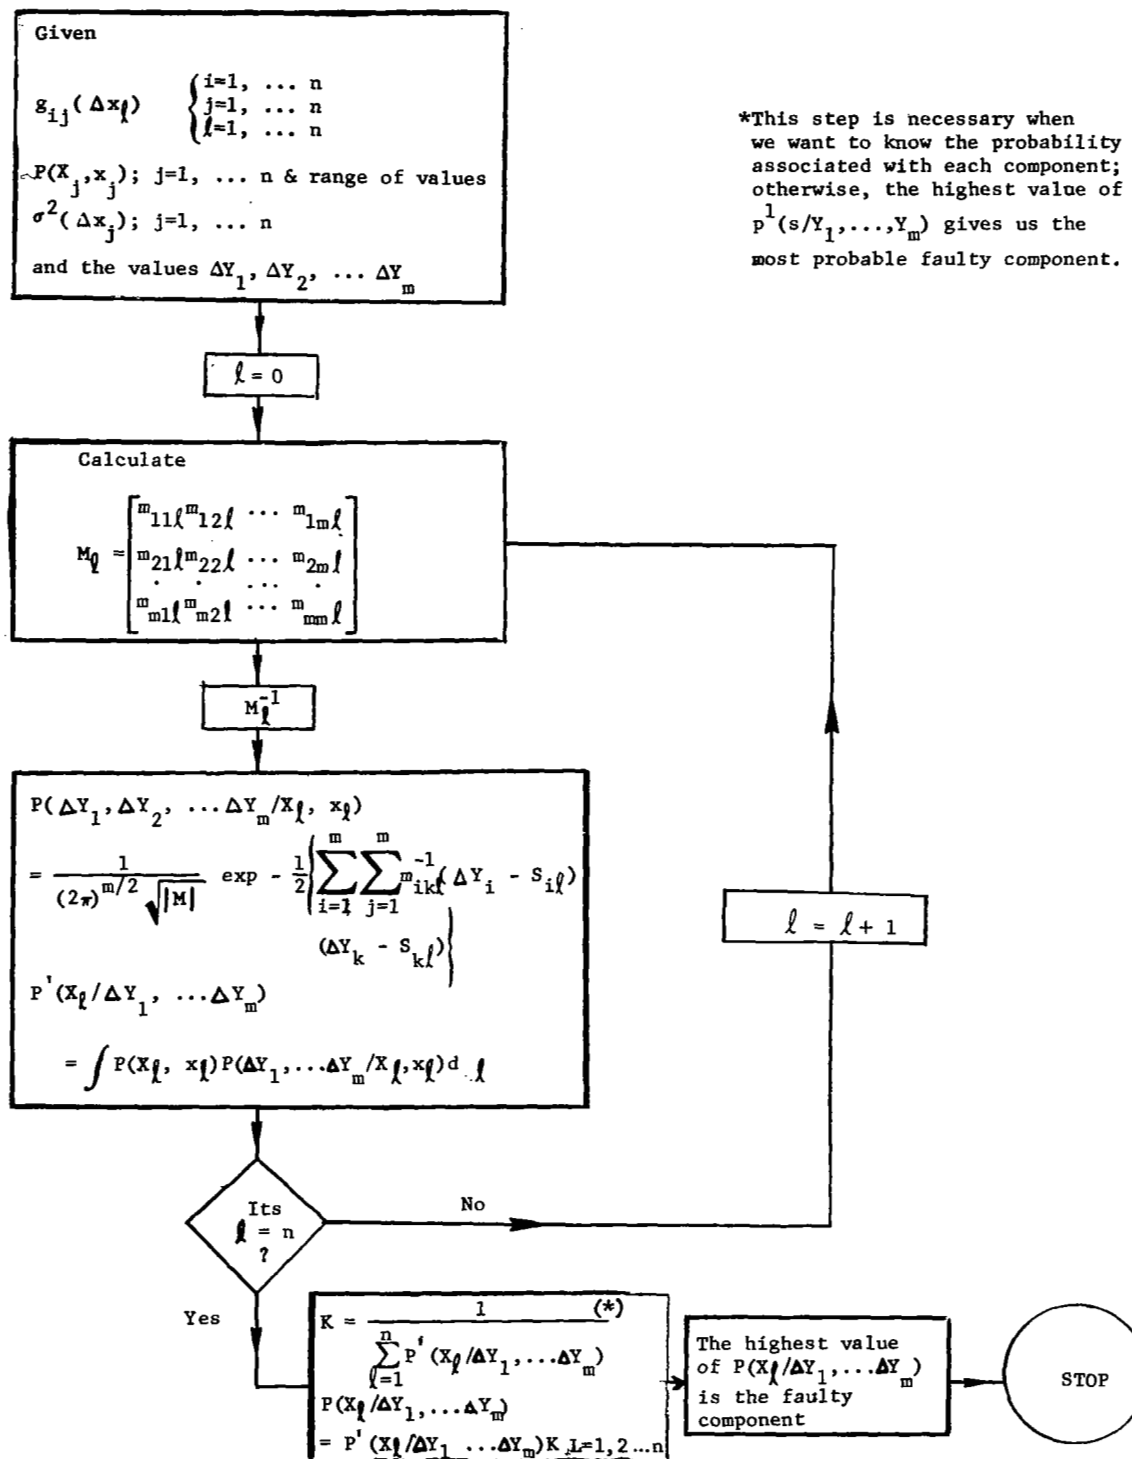 Given
g_ij(Δx_ℓ) { i=1, ... n
j=1, ... n
ℓ=1, ... n
P(X_j,x_j); j=1, ... n & range of values
σ²(Δx_j); j=1, ... n
and the values ΔY_1, ΔY_2, ... ΔY_m
*This step is necessary when
we want to know the probability
associated with each component;
otherwise, the highest value of
p^1(s/Y_1,...,Y_m) gives us the
most probable faulty component.
ℓ = 0
Calculate
M_ℓ = [ m_11ℓ m_12ℓ ... m_1mℓ
m_21ℓ m_22ℓ ... m_2mℓ
. . ... .
m_m1ℓ m_m2ℓ ... m_mmℓ ]
M_ℓ^-1
P(ΔY_1,ΔY_2, ...ΔY_m/X_ℓ, x_ℓ)
= 1/((2π)^m/2 √|M|) exp - 1/2 { ∑_{i=1}^{m} ∑_{j=1}^{m} m_ikℓ^-1 (ΔY_i - S_iℓ)
(ΔY_k - S_kℓ) }
P'(X_ℓ/ΔY_1, ...ΔY_m)
= ∫ P(X_ℓ, x_ℓ)P(ΔY_1,...ΔY_m/X_ℓ,x_ℓ)d ℓ
ℓ = ℓ + 1
Its
ℓ = n
?
No
Yes
K = 1/(∑_{ℓ=1}^{n} P'(X_ℓ/ΔY_1,...ΔY_m)) (*)
P(X_ℓ/ΔY_1,...ΔY_m)
= P'(X_ℓ/ΔY_1 ...ΔY_m)K L=1,2...n
The highest value
of P(X_ℓ/ΔY_1,...ΔY_m)
is the faulty
component
STOP